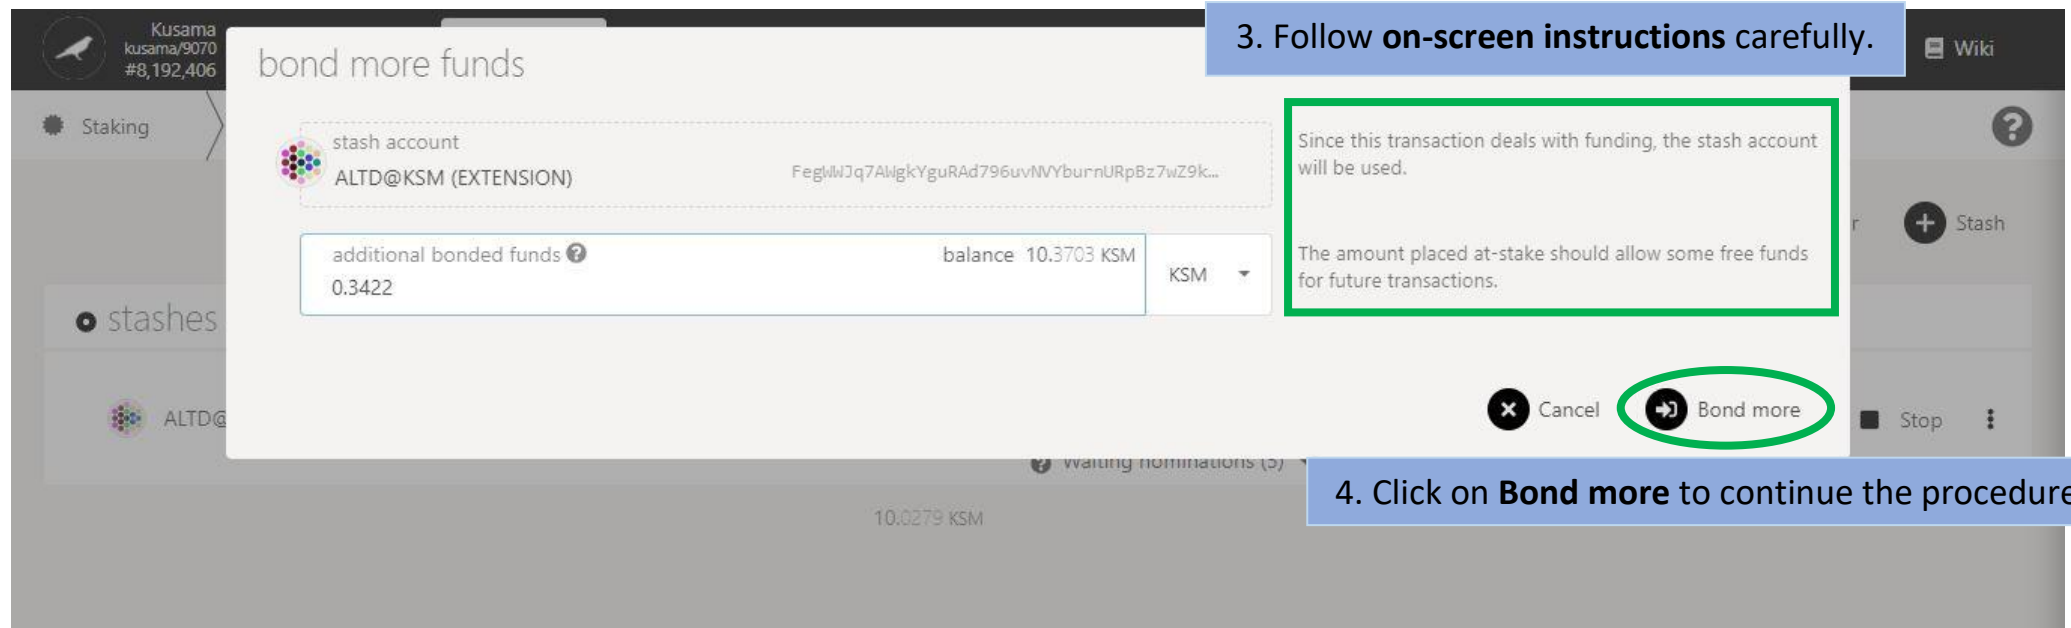 Kusama
kusama/9070
#8,192,406
3. Follow on-screen instructions carefully.
Wiki
bond more funds
Staking
stash account
ALTD@KSM (EXTENSION)
FegWWJq7AWgkYguRAd796uvNVYburnURpBz7wZ9k...
Since this transaction deals with funding, the stash account
will be used.
r
Stash
additional bonded funds
balance 10.3703 KSM
0.3422
KSM
The amount placed at-stake should allow some free funds
for future transactions.
stashes
Cancel
Bond more
ALTD@
Stop
Waiting nominations (5)
4. Click on Bond more to continue the procedure
10.0279 KSM